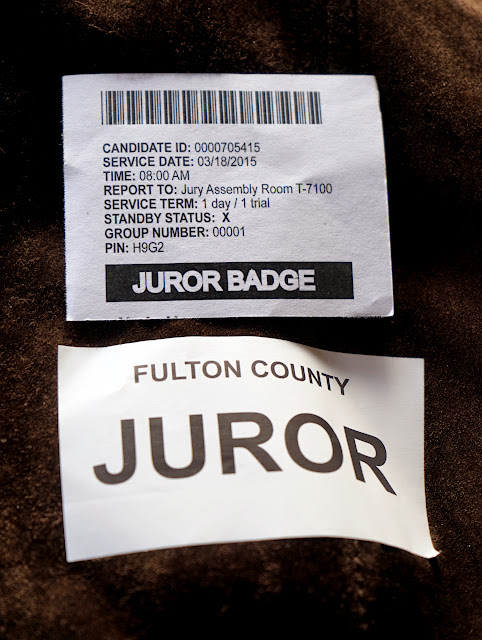 CANDIDATE ID: 0000705415
SERVICE DATE: 03/18/2015
TIME: 08:00 AM
REPORT TO: Jury Assembly Room T-7100
SERVICE TERM: 1 day / 1 trial
STANDBY STATUS: X
GROUP NUMBER: 00001
PIN: H9G2
JUROR BADGE
FULTON COUNTY
JUROR